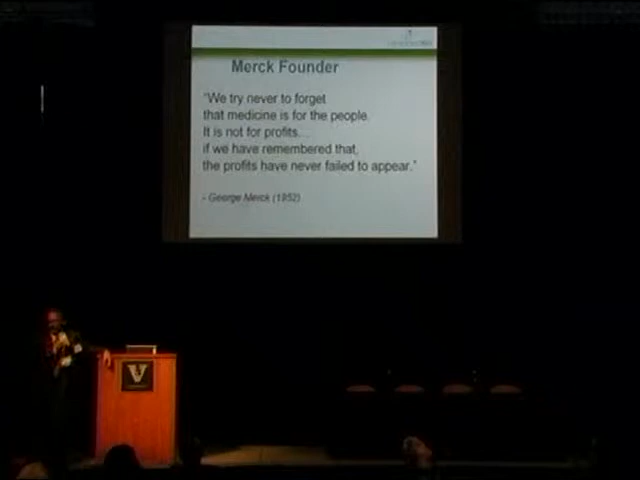 Merck Founder
"We try never to forget
that medicine is for the people.
It is not for profits...
if we have remembered that,
the profits have never failed to appear."
- George Merck (1952)
V